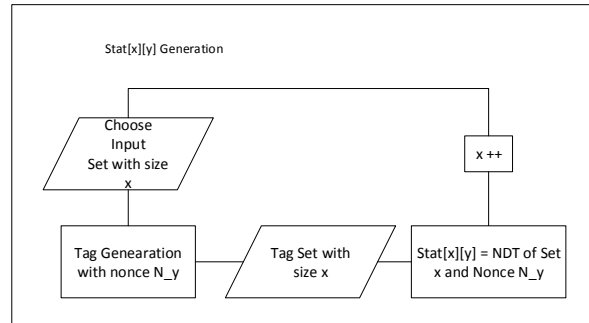 Stat[x][y] Generation
Choose
Input
Set with size
x
x ++
Tag Genearation
with nonce N_y
Tag Set with
size x
Stat[x][y] = NDT of Set
x and Nonce N_y